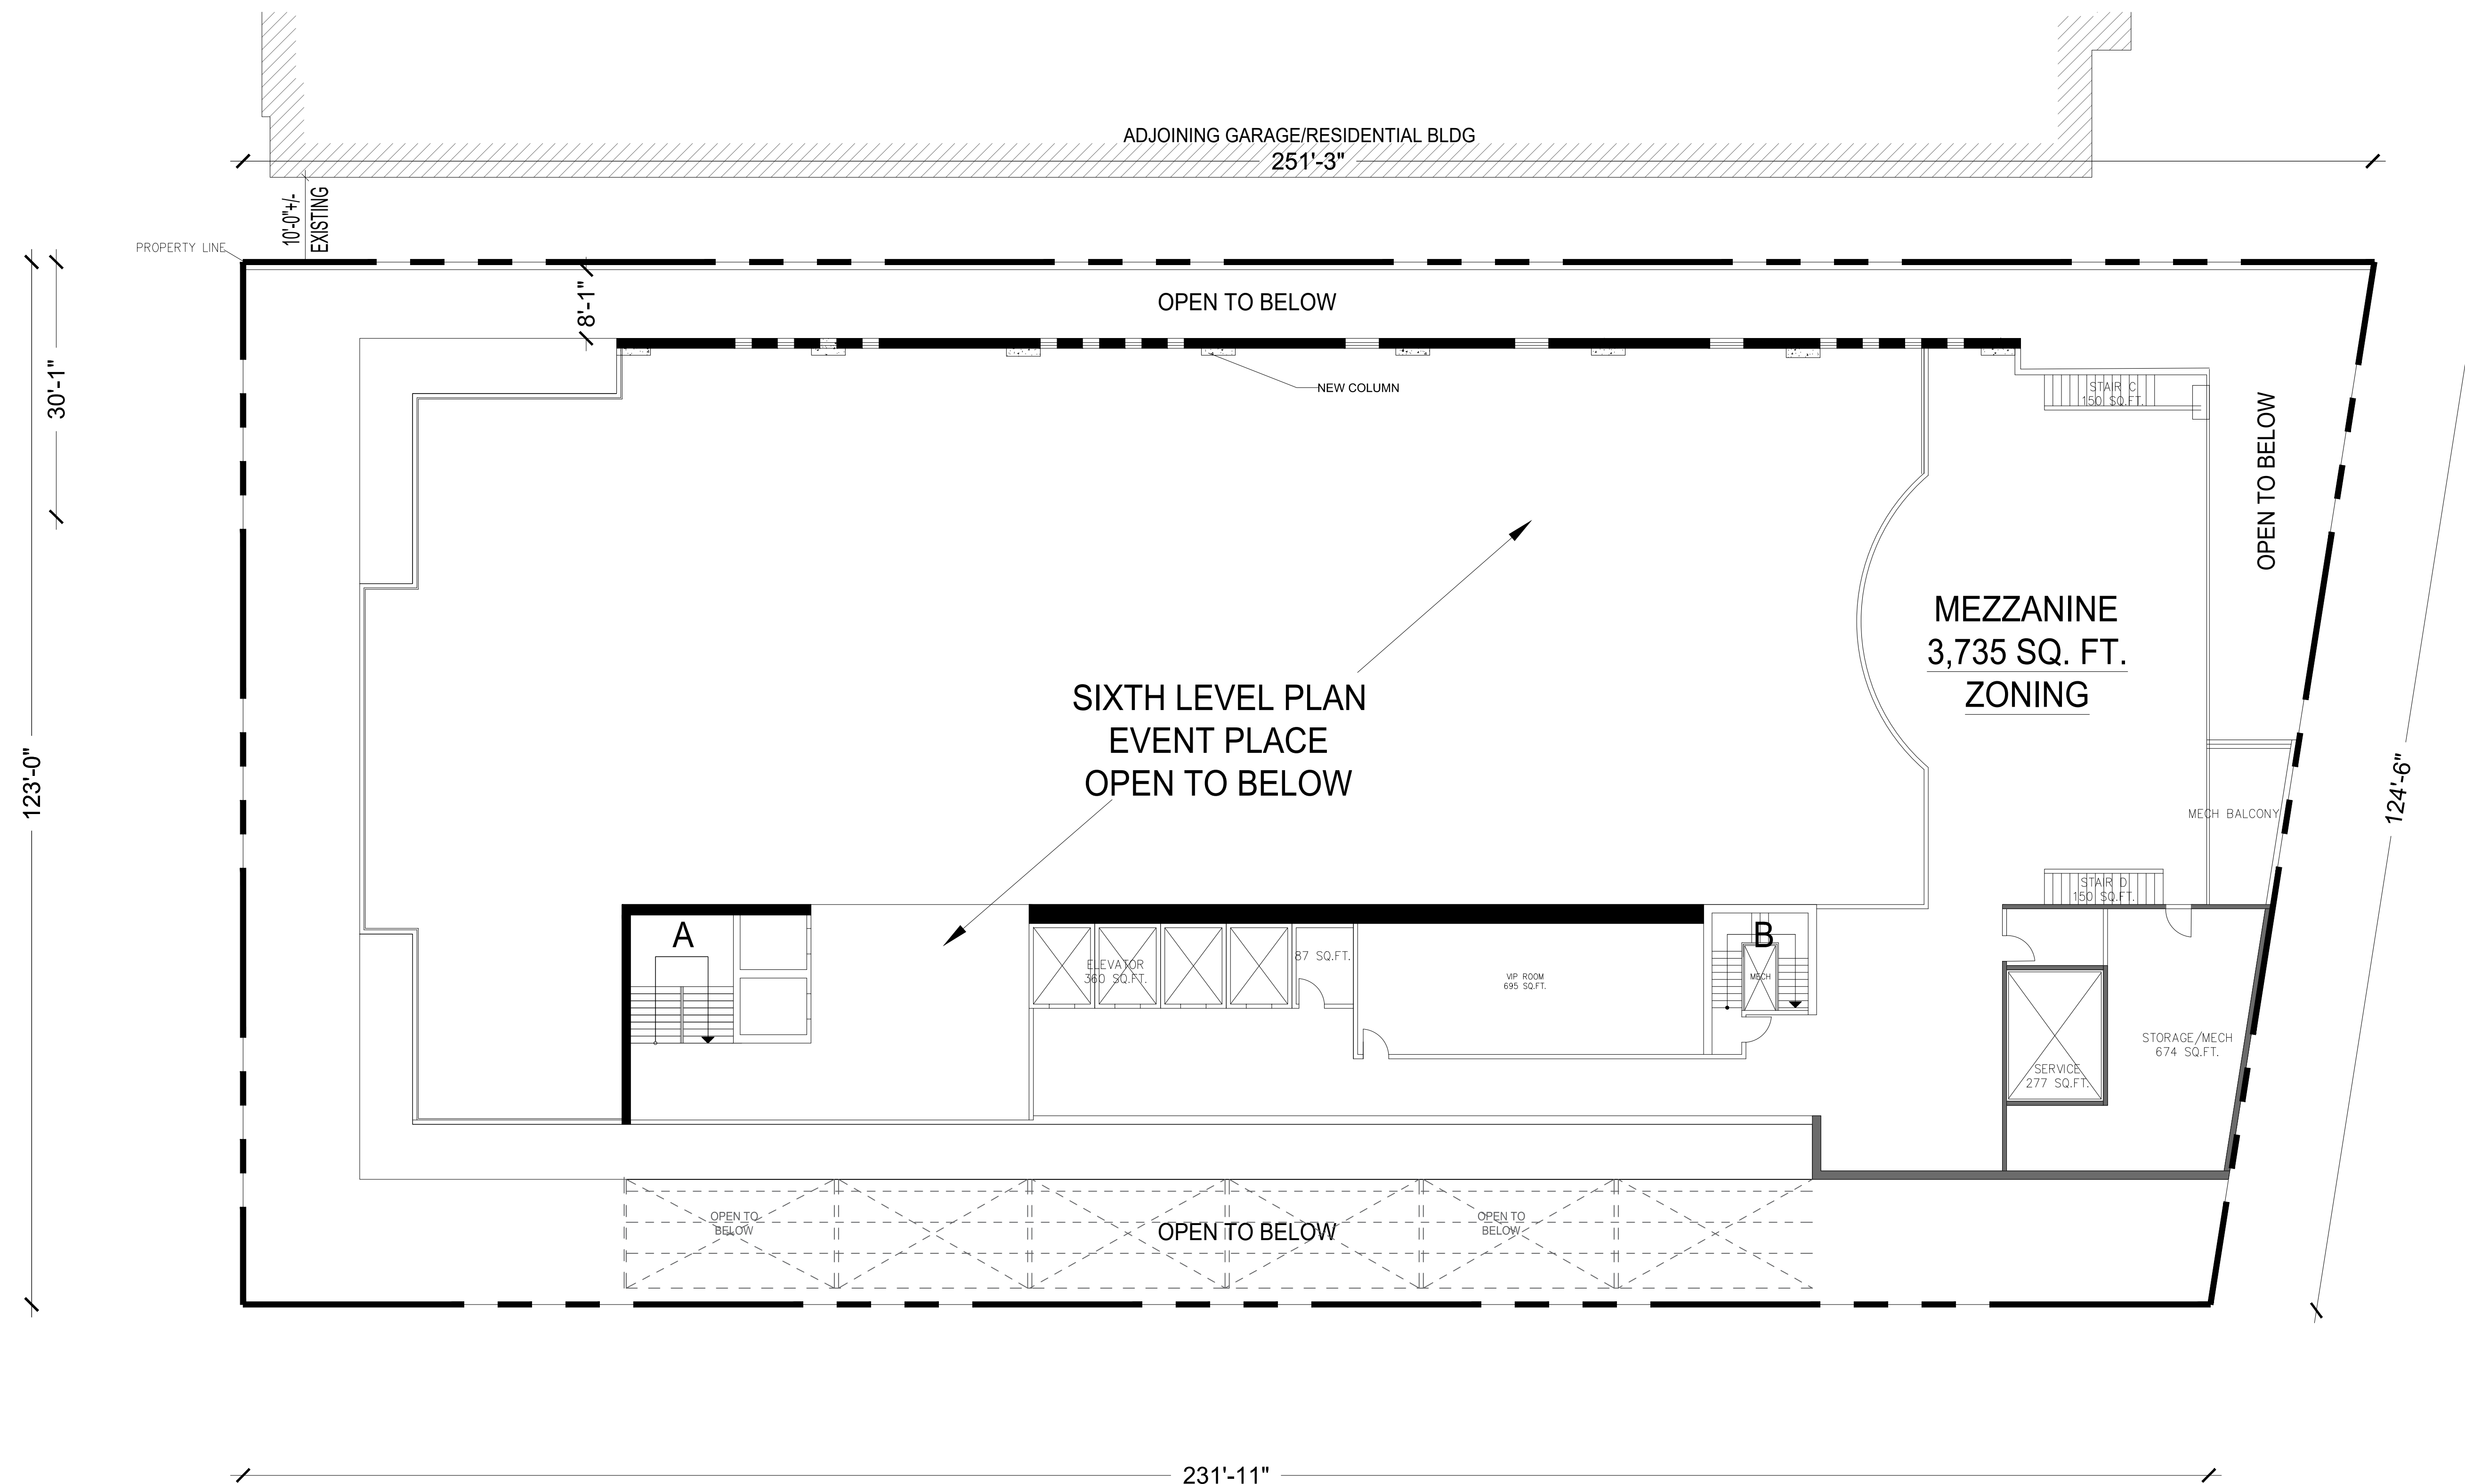 ADJOINING GARAGE/RESIDENTIAL BLDG
251'-3"
10'-0"+/-
EXISTING
PROPERTY LINE
8'-1"
OPEN TO BELOW
30'-1"
NEW COLUMN
STAIR C
150 SQ.FT.
OPEN TO BELOW
MEZZANINE
3,735 SQ. FT.
ZONING
SIXTH LEVEL PLAN
EVENT PLACE
OPEN TO BELOW
123'-0"
124'-6"
MECH BALCONY
STAIR D
150 SQ.FT.
A
B
ELEVATOR
360 SQ.FT.
87 SQ.FT.
VIP ROOM
695 SQ.FT.
MECH
STORAGE/MECH
674 SQ.FT.
SERVICE
277 SQ.FT.
OPEN TO
BELOW
OPEN TO BELOW
OPEN TO
BELOW
231'-11"